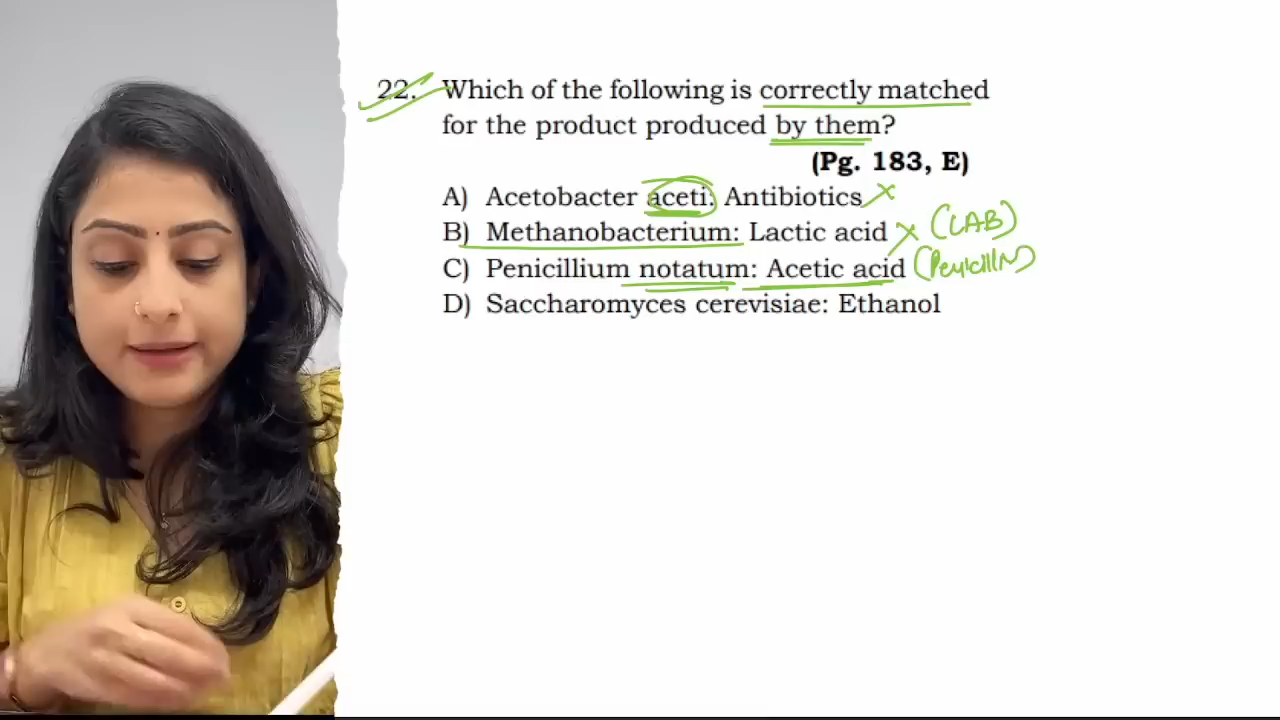 22. Which of the following is correctly matched
for the product produced by them?
(Pg. 183, E)
A) Acetobacter aceti: Antibiotics ×
B) Methanobacterium: Lactic acid × (LAB)
C) Penicillium notatum: Acetic acid (Penicillin)
D) Saccharomyces cerevisiae: Ethanol